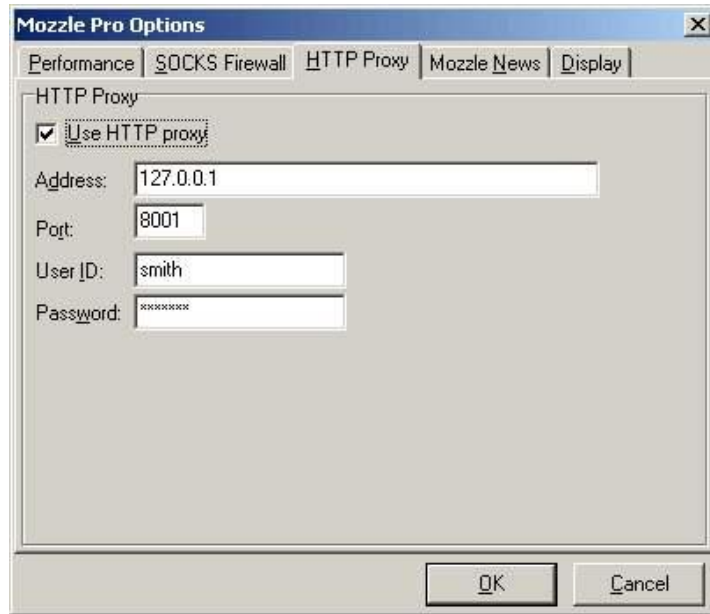 Mozzle Pro Options
Performance SOCKS Firewall HTTP Proxy Mozzle News Display
HTTP Proxy
Use HTTP proxy
Address: 127.0.0.1
Port: 8001
User ID: smith
Password: *******
OK Cancel